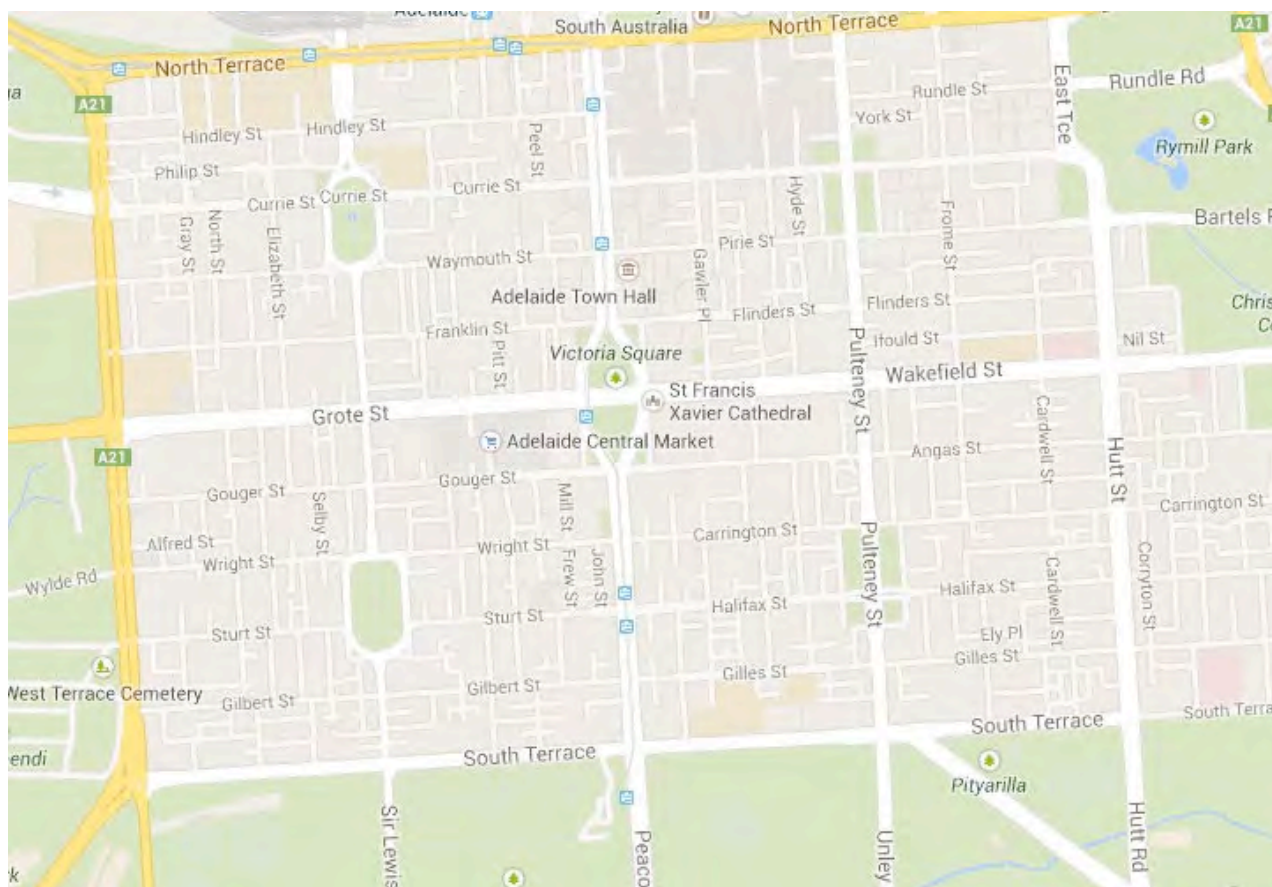 Adelaide
South Australia
North Terrace
A21
North Terrace
East Tce
Rundle Rd
Rundle St
A21
York St
Rymill Park
Hindley St
Hindley St
Peel St
Philip St
Currie St
Currie St
Currie St
Hyde St
Frome St
Bartels
Gray St
North St
Elizabeth St
Waymouth St
Pirie St
Gawler Pl
Adelaide Town Hall
Flinders St
Flinders St
Franklin St
Pitt St
Victoria Square
Pulteney St
Ifould St
Nil St
Wakefield St
St Francis
Xavier Cathedral
Grote St
Adelaide Central Market
A21
Angas St
Cardwell St
Hutt St
Gouger St
Gouger St
Selby St
Mill St
Carrington St
Carrington St
Alfred St
Wright St
Wright St
Frew St
John St
Pulteney St
Wylde Rd
Halifax St
Halifax St
Cardwell St
Corryton St
Sturt St
Sturt St
Ely Pl
Gilles St
Gilles St
West Terrace Cemetery
Gilbert St
Gilbert St
South Terrace
South Terrace
South Terra
Pityarilla
endi
Sir Lewis
Peaco
Unley
Hutt Rd